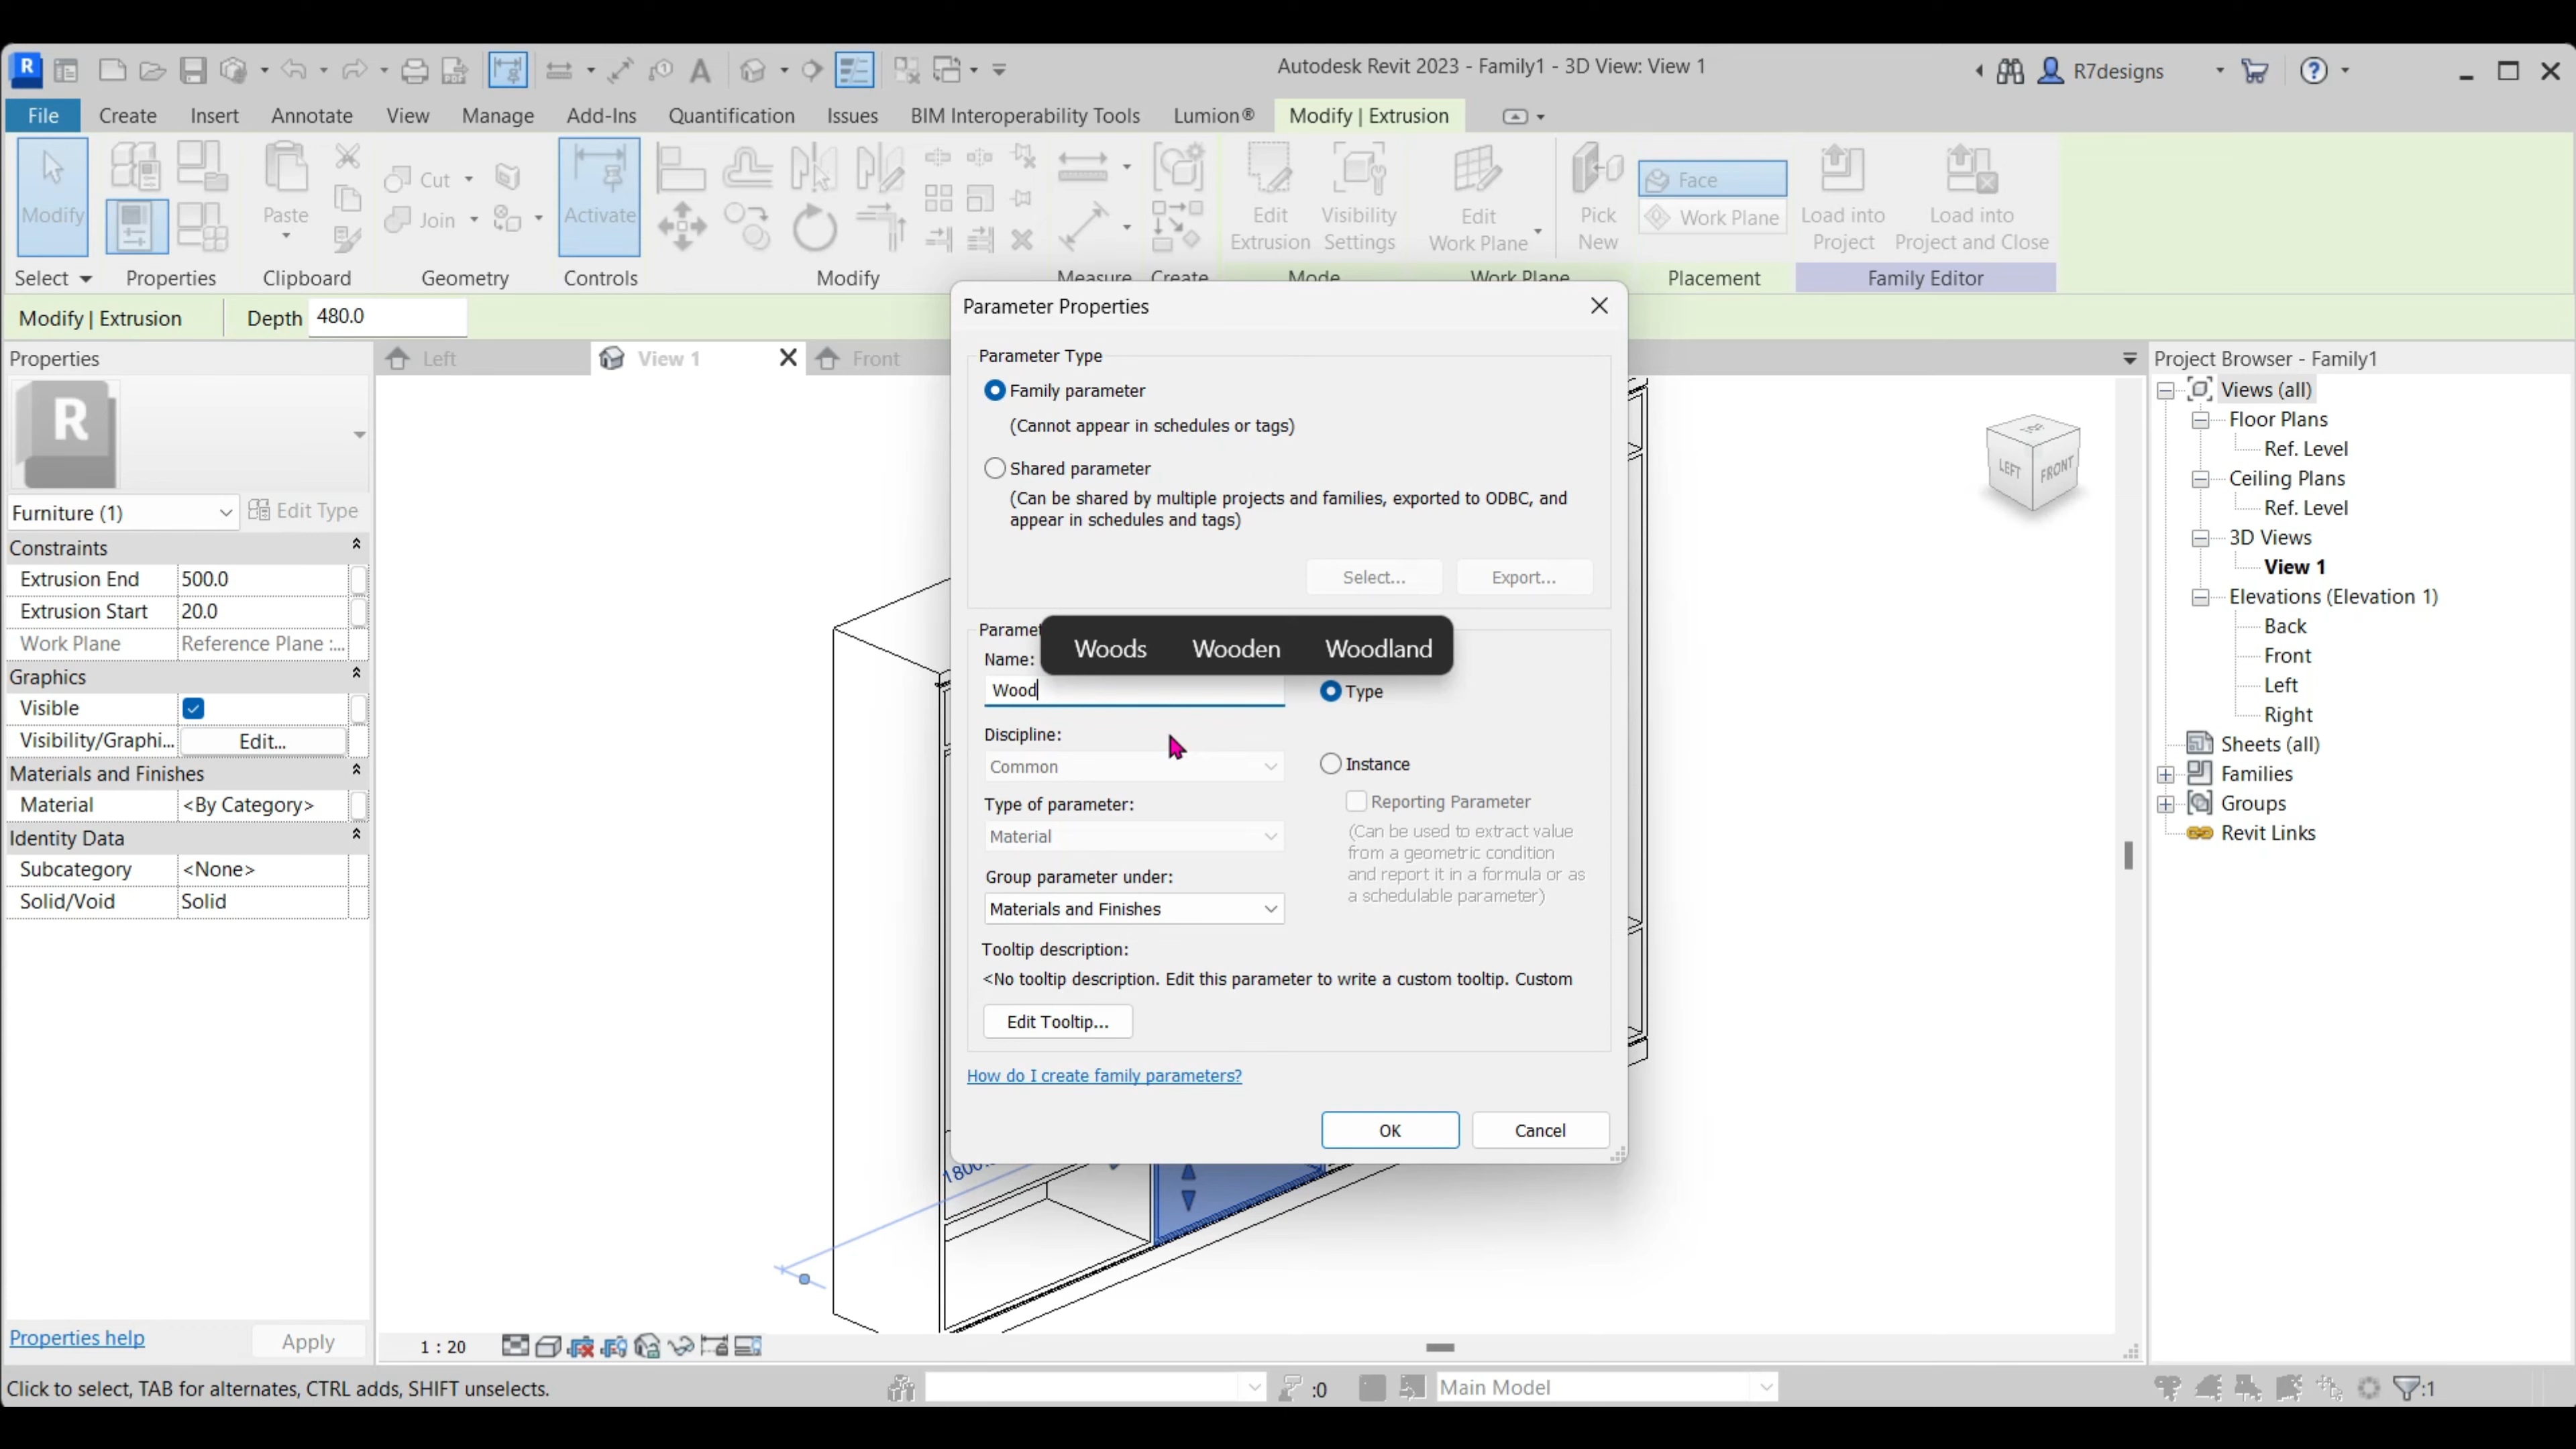 Autodesk Revit 2023 - Family1 - 3D View: View 1
R7designs
File Create Insert Annotate View Manage Add-Ins Quantification Issues BIM Interoperability Tools Lumion® Modify | Extrusion
Modify
Paste
Cut
Join
Activate
Edit Extrusion
Visibility Settings
Edit Work Plane
Pick New
Face
Work Plane
Load into Project
Load into Project and Close
Select Properties Clipboard Geometry Controls Modify Measure Create Mode Work Plane Placement Family Editor
Modify | Extrusion Depth 480.0
Properties
Left View 1 Front
R
Furniture (1) Edit Type
Constraints
Extrusion End 500.0
Extrusion Start 20.0
Work Plane Reference Plane :...
Graphics
Visible
Visibility/Graphi... Edit...
Materials and Finishes
Material <By Category>
Identity Data
Subcategory <None>
Solid/Void Solid
Properties help Apply
Parameter Properties
Parameter Type
Family parameter
(Cannot appear in schedules or tags)
Shared parameter
(Can be shared by multiple projects and families, exported to ODBC, and
appear in schedules and tags)
Select... Export...
Woods Wooden Woodland
Name:
Wood
Type
Discipline:
Common
Instance
Type of parameter:
Material
Reporting Parameter
(Can be used to extract value
from a geometric condition
and report it in a formula or as
a schedulable parameter)
Group parameter under:
Materials and Finishes
Tooltip description:
<No tooltip description. Edit this parameter to write a custom tooltip. Custom
Edit Tooltip...
How do I create family parameters?
OK Cancel
TOP
LEFT FRONT
Project Browser - Family1
Views (all)
Floor Plans
Ref. Level
Ceiling Plans
Ref. Level
3D Views
View 1
Elevations (Elevation 1)
Back
Front
Left
Right
Sheets (all)
Families
Groups
Revit Links
1 : 20
Click to select, TAB for alternates, CTRL adds, SHIFT unselects.
:0
Main Model
:1